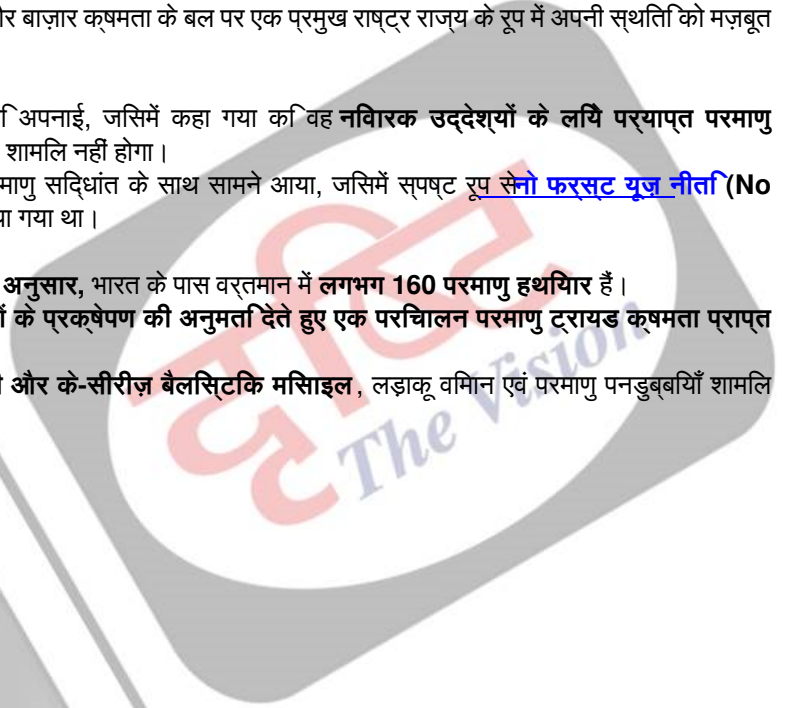 र बाज़ार क्षमता के बल पर एक प्रमुख राष्ट्र राज्य के रूप में अपनी स्थिति को मज़बूत
अपनाई, जिसमें कहा गया कि वह निवारक उद्देश्यों के लिये पर्याप्त परमाणु
शामिल नहीं होगा।
माणु सिद्धांत के साथ सामने आया, जिसमें स्पष्ट रूप से नो फर्स्ट यूज़ नीति (No
या गया था।
अनुसार, भारत के पास वर्तमान में लगभग 160 परमाणु हथियार हैं।
ं के प्रक्षेपण की अनुमति देते हुए एक परिचालन परमाणु ट्रायड क्षमता प्राप्त
और के-सीरीज़ बैलिस्टिक मिसाइल, लड़ाकू विमान एवं परमाणु पनडुब्बियाँ शामिल
दृष्टि
The Vision